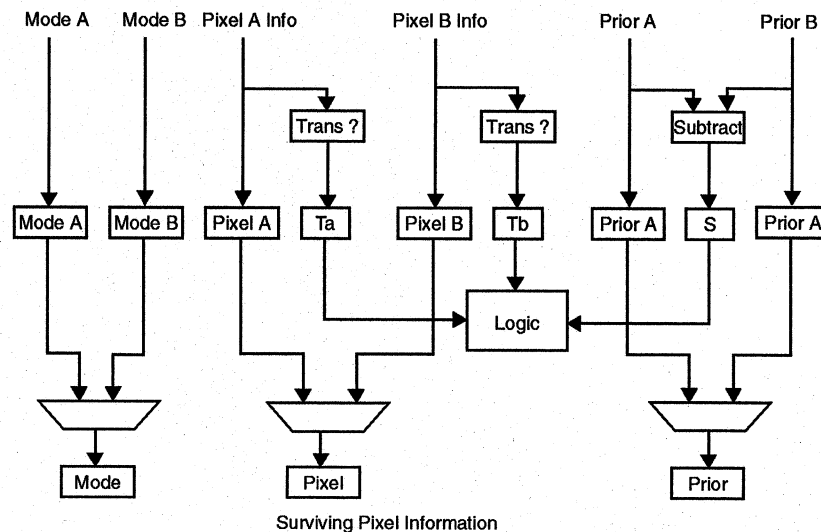 Mode A Mode B Pixel A Info Pixel B Info Prior A Prior B
Trans ? Trans ? Subtract
Mode A Mode B Pixel A Ta Pixel B Tb Prior A S Prior A
Logic
Mode Pixel Prior
Surviving Pixel Information